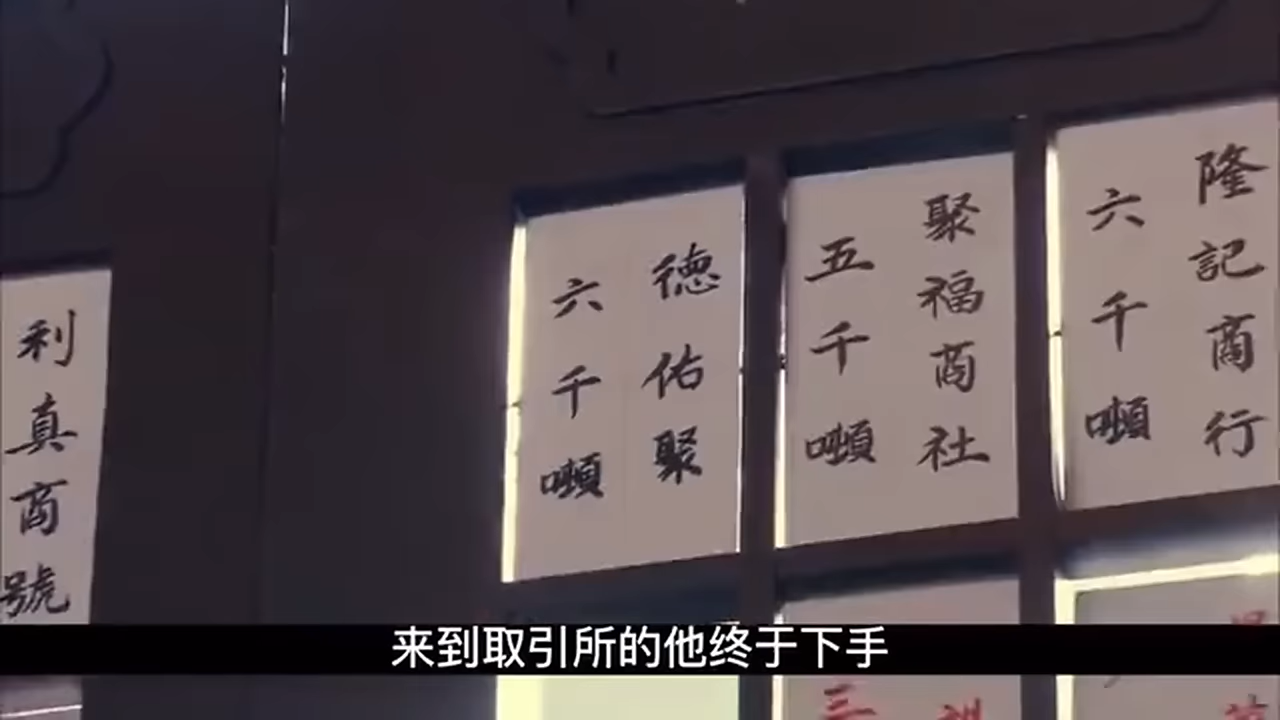 隆記商行
六千噸
聚福商社
五千噸
德佑聚
六千噸
利真商號
三
来到取引所的他终于下手